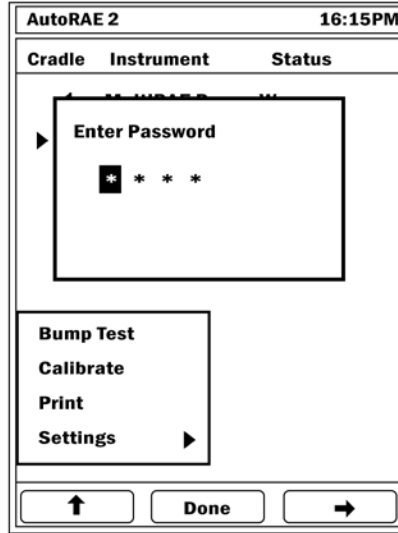 AutoRAE 2 16:15PM
Cradle Instrument Status
Enter Password
* * * *
Bump Test
Calibrate
Print
Settings
Done